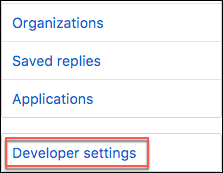 Organizations
Saved replies
Applications
Developer settings